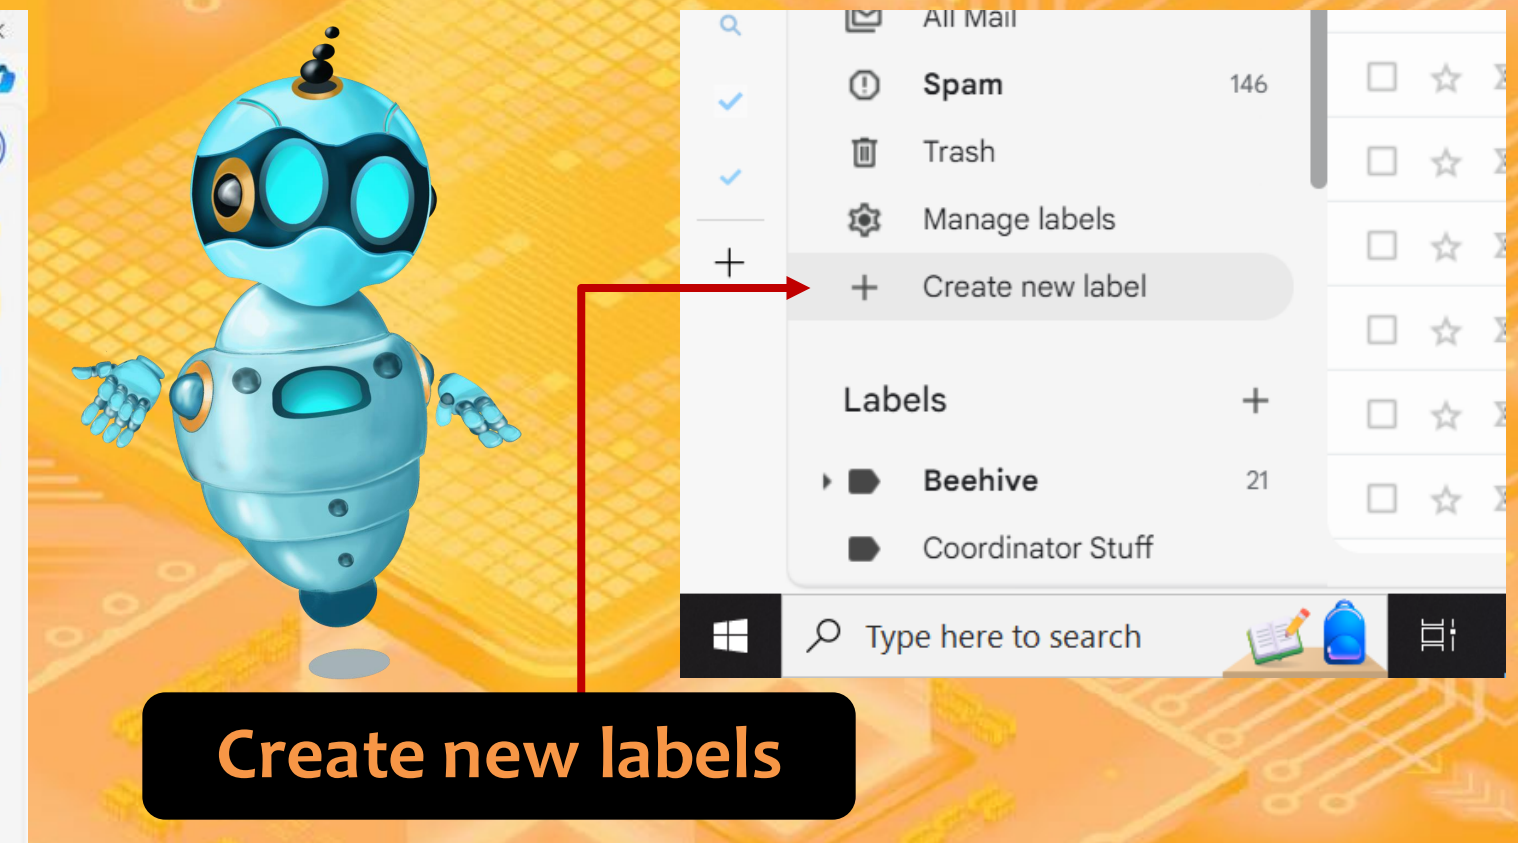 All Mail
Spam 146
Trash
Manage labels
Create new label
Labels
Beehive 21
Coordinator Stuff
Type here to search
Create new labels